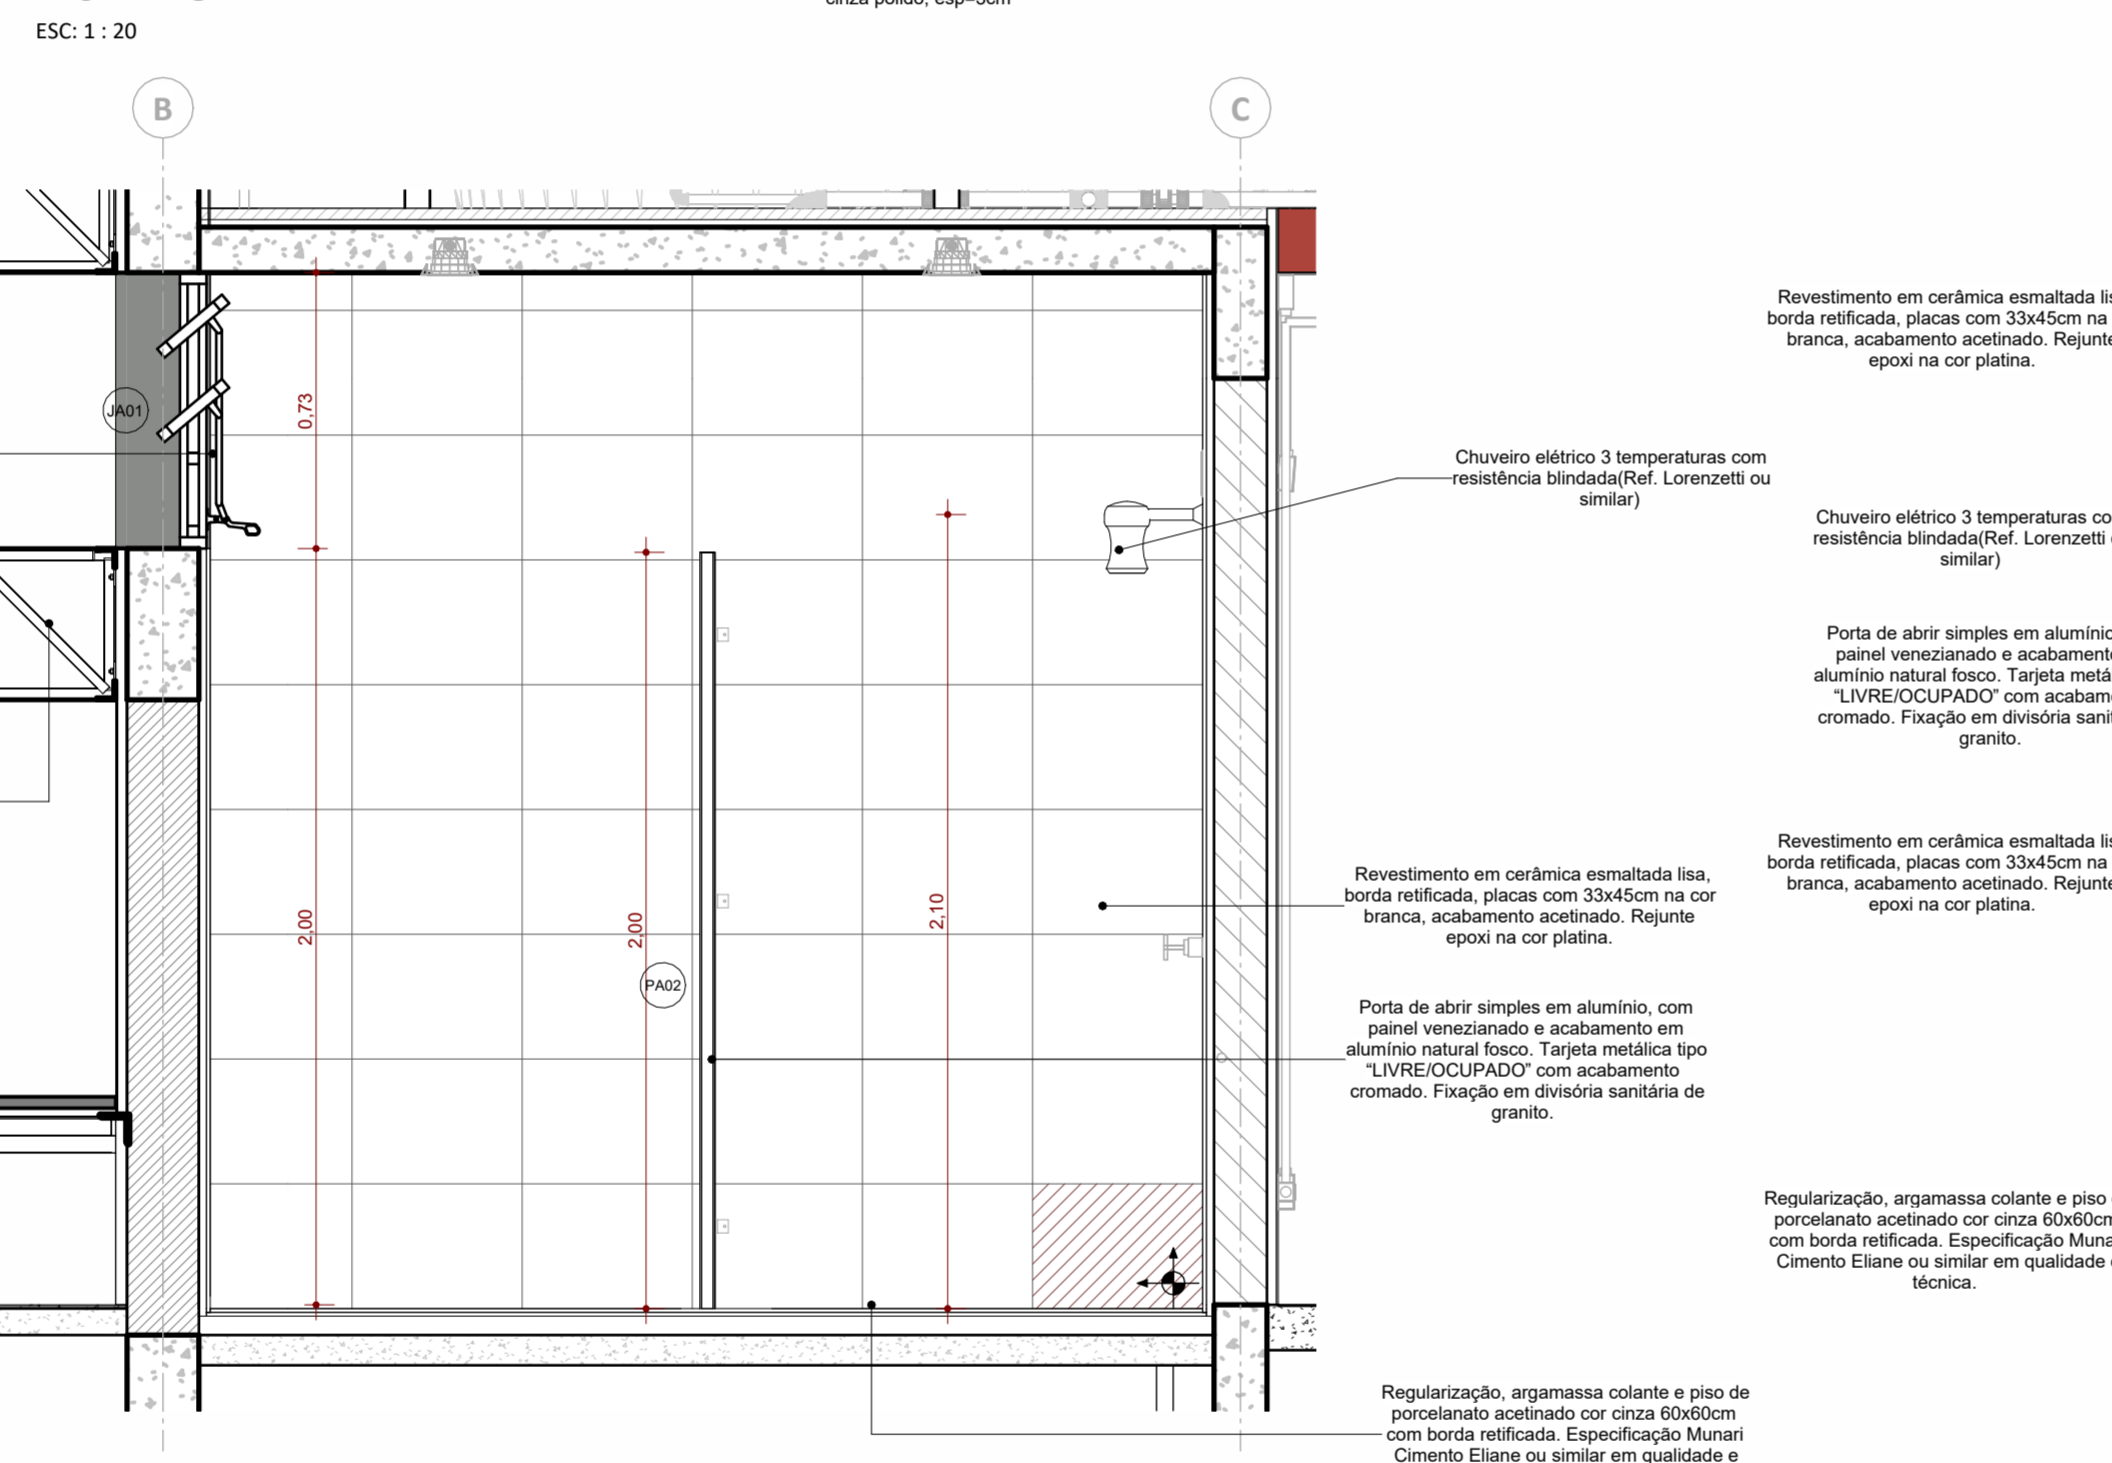 cinza polido, esp=3cm
ESC: 1 : 20
B
C
JA01
0,73
2,00
2,00
2,10
PA02
Chuveiro elétrico 3 temperaturas com
resistência blindada(Ref. Lorenzetti ou
similar)
Revestimento em cerâmica esmaltada lisa,
borda retificada, placas com 33x45cm na cor
branca, acabamento acetinado. Rejunte
epoxi na cor platina.
Porta de abrir simples em alumínio, com
painel venezianado e acabamento em
alumínio natural fosco. Tarjeta metálica tipo
“LIVRE/OCUPADO” com acabamento
cromado. Fixação em divisória sanitária de
granito.
Regularização, argamassa colante e piso de
porcelanato acetinado cor cinza 60x60cm
com borda retificada. Especificação Munari
Cimento Eliane ou similar em qualidade e
Revestimento em cerâmica esmaltada
borda retificada, placas com 33x45cm na
branca, acabamento acetinado. Rejunte
epoxi na cor platina.
Chuveiro elétrico 3 temperaturas
resistência blindada(Ref. Lorenzetti
similar)
Porta de abrir simples em alumínio
painel venezianado e
alumínio natural fosco. Tarjeta
“LIVRE/OCUPADO” com
cromado. Fixação em divisória
granito.
Revestimento em cerâmica esmaltada
borda retificada, placas com 33x45cm na
branca, acabamento acetinado. Rejunte
epoxi na cor platina.
Regularização, argamassa colante e piso
porcelanato acetinado cor cinza 60x60cm
com borda retificada. Especificação
Cimento Eliane ou similar em qualidade
técnica.